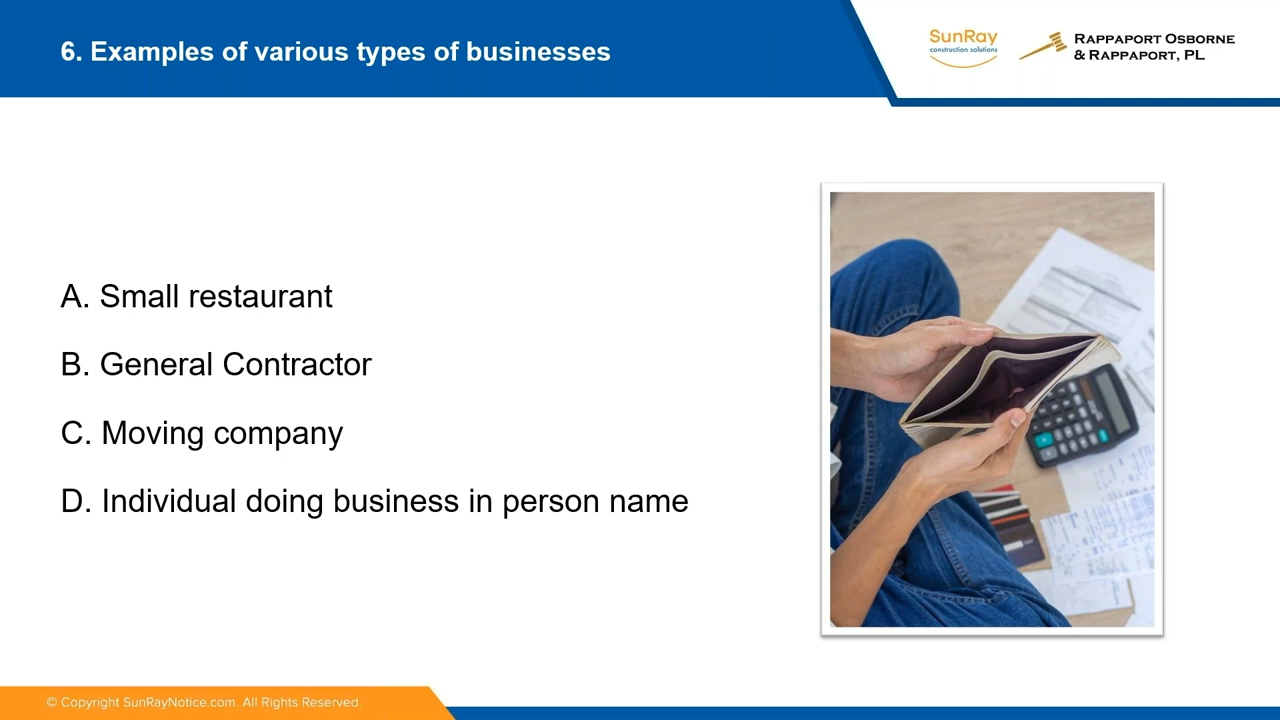 6. Examples of various types of businesses
SunRay
construction solutions
Rappaport Osborne
& Rappaport, PL
A. Small restaurant
B. General Contractor
C. Moving company
D. Individual doing business in person name
© Copyright SunRayNotice.com. All Rights Reserved.